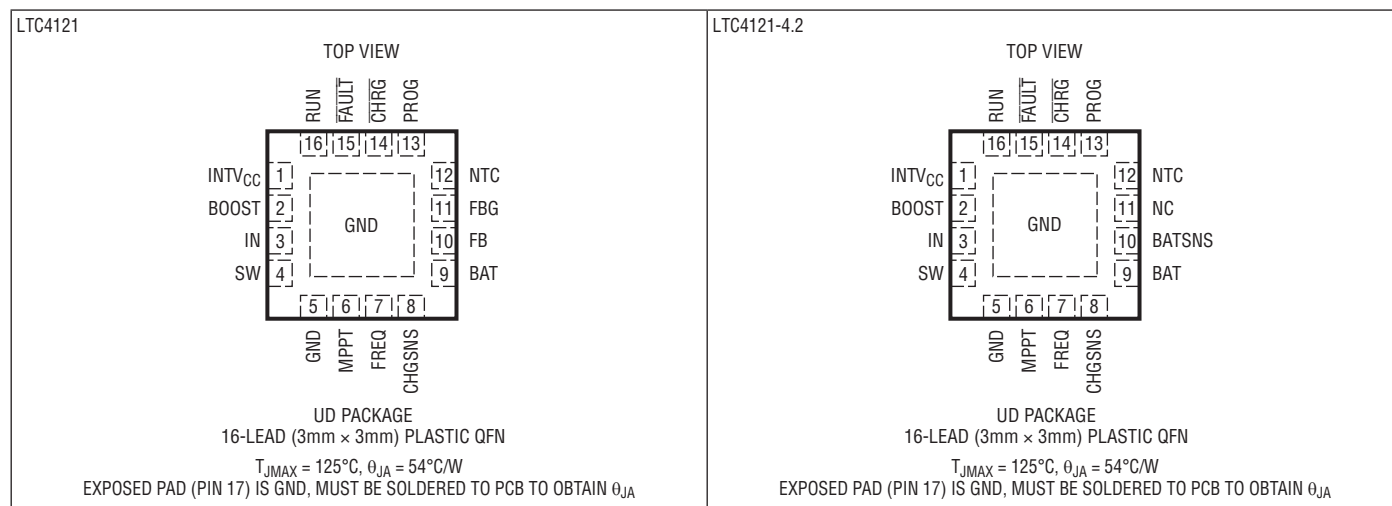 LTC4121
TOP VIEW
RUN
FAULT
CHRG
PROG
16 15 14 13
INTVCC 1
BOOST 2
IN 3
SW 4
GND
12 NTC
11 FBG
10 FB
9 BAT
5 6 7 8
GND
MPPT
FREQ
CHGSNS
UD PACKAGE
16-LEAD (3mm × 3mm) PLASTIC QFN
TJMAX = 125°C, θJA = 54°C/W
EXPOSED PAD (PIN 17) IS GND, MUST BE SOLDERED TO PCB TO OBTAIN θJA
LTC4121-4.2
TOP VIEW
RUN
FAULT
CHRG
PROG
16 15 14 13
INTVCC 1
BOOST 2
IN 3
SW 4
GND
12 NTC
11 NC
10 BATSNS
9 BAT
5 6 7 8
GND
MPPT
FREQ
CHGSNS
UD PACKAGE
16-LEAD (3mm × 3mm) PLASTIC QFN
TJMAX = 125°C, θJA = 54°C/W
EXPOSED PAD (PIN 17) IS GND, MUST BE SOLDERED TO PCB TO OBTAIN θJA